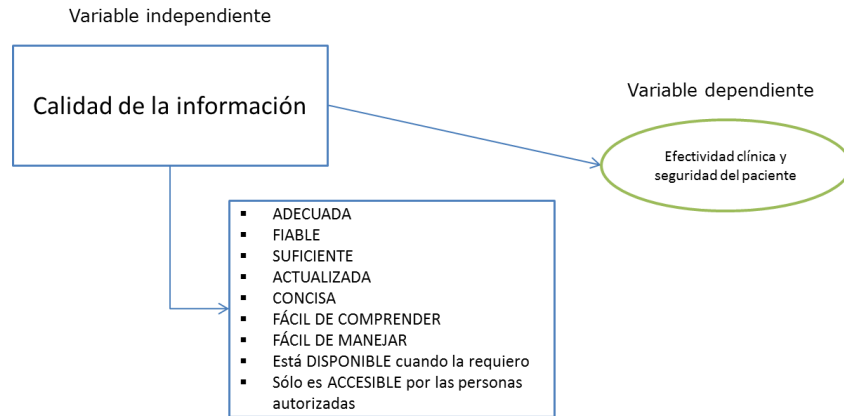 Variable independiente
Calidad de la información
Variable dependiente
Efectividad clínica y
seguridad del paciente
▪ ADECUADA
▪ FIABLE
▪ SUFICIENTE
▪ ACTUALIZADA
▪ CONCISA
▪ FÁCIL DE COMPRENDER
▪ FÁCIL DE MANEJAR
▪ Está DISPONIBLE cuando la requiero
▪ Sólo es ACCESIBLE por las personas
autorizadas